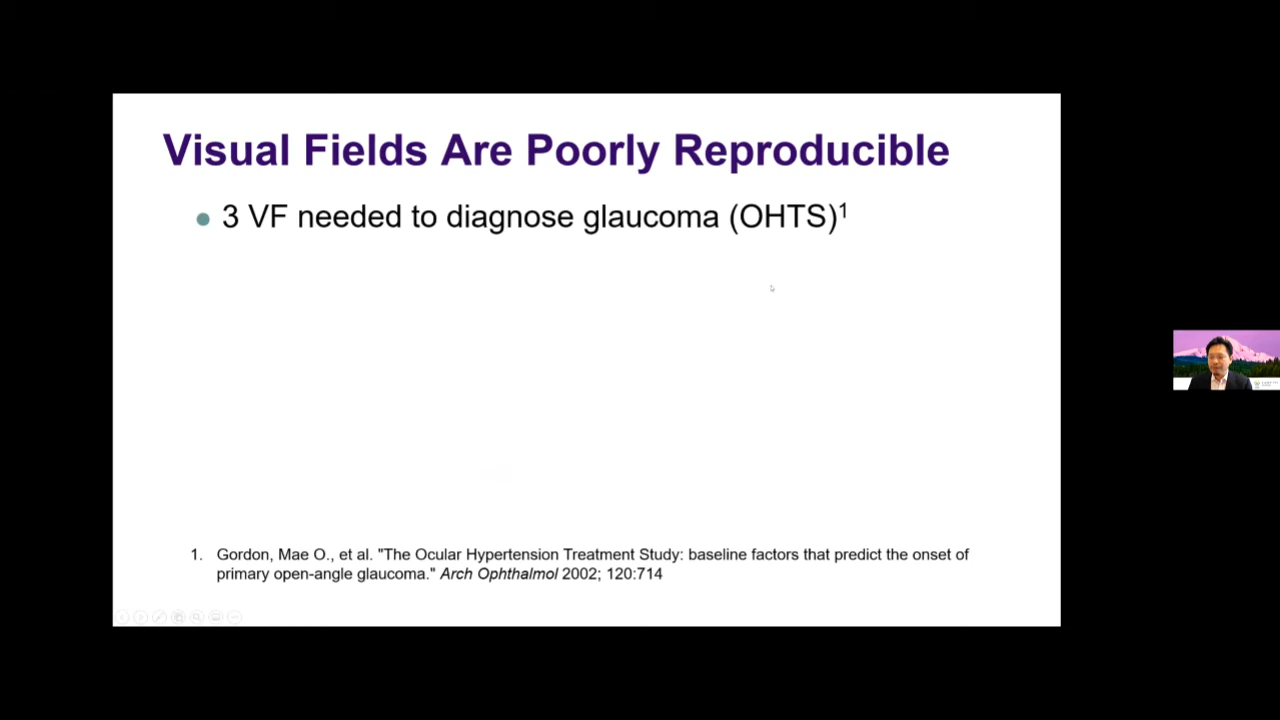 Visual Fields Are Poorly Reproducible
3 VF needed to diagnose glaucoma (OHTS)1
1. Gordon, Mae O., et al. "The Ocular Hypertension Treatment Study: baseline factors that predict the onset of
primary open-angle glaucoma." Arch Ophthalmol 2002; 120:714